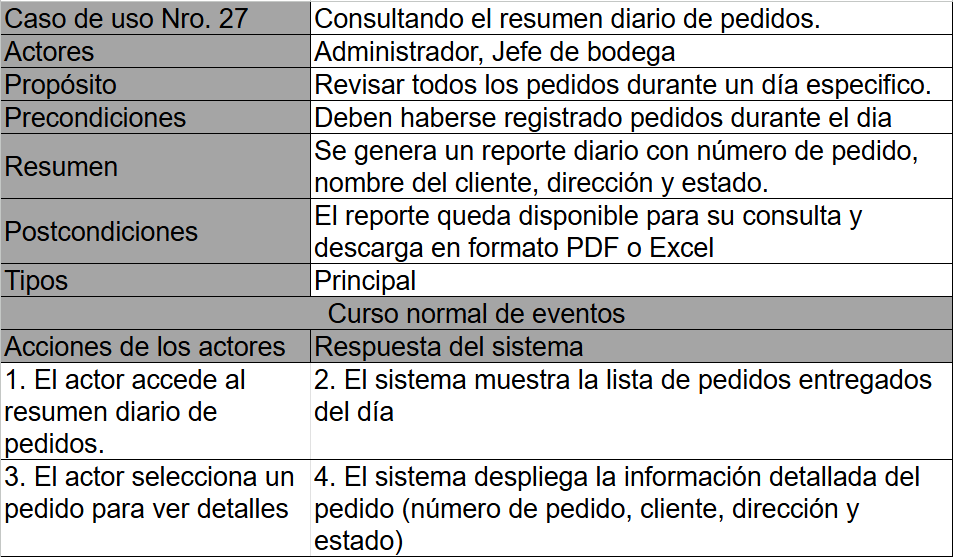 Caso de uso Nro. 27
Consultando el resumen diario de pedidos.
Actores
Administrador, Jefe de bodega
Propósito
Revisar todos los pedidos durante un día especifico.
Precondiciones
Deben haberse registrado pedidos durante el dia
Resumen
Se genera un reporte diario con número de pedido,
nombre del cliente, dirección y estado.
Postcondiciones
El reporte queda disponible para su consulta y
descarga en formato PDF o Excel
Tipos
Principal
Curso normal de eventos
Acciones de los actores
Respuesta del sistema
1. El actor accede al
resumen diario de
pedidos.
2. El sistema muestra la lista de pedidos entregados
del día
3. El actor selecciona un
pedido para ver detalles
4. El sistema despliega la información detallada del
pedido (número de pedido, cliente, dirección y
estado)